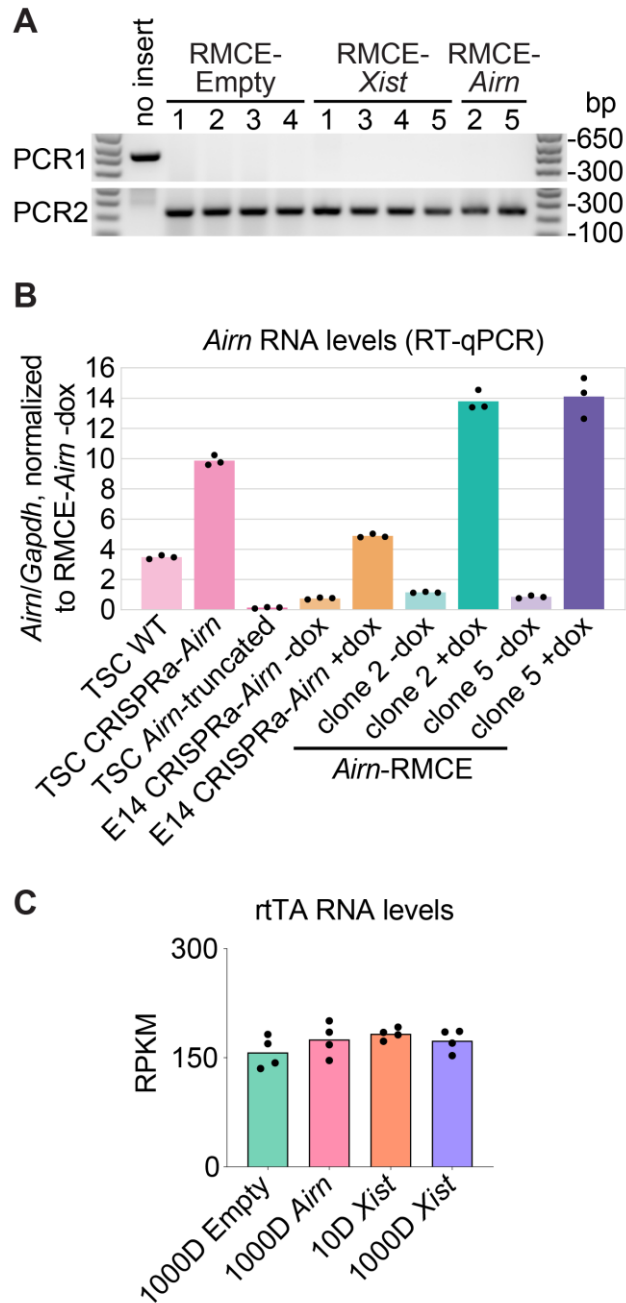 A
no insert
RMCE-
Empty
RMCE-
Xist
RMCE-
Airn
1 2 3 4 1 3 4 5 2 5
bp
PCR1
-650
-300
PCR2
-300
-100
B
Airn RNA levels (RT-qPCR)
Airn/Gapdh, normalized
to RMCE-Airn -dox
16
14
12
10
8
6
4
2
0
TSC WT
TSC CRISPRa-Airn
TSC Airn-truncated
E14 CRISPRa-Airn -dox
E14 CRISPRa-Airn +dox
clone 2 -dox
clone 2 +dox
clone 5 -dox
clone 5 +dox
Airn-RMCE
C
rtTA RNA levels
RPKM
300
150
0
1000D Empty
1000D Airn
10D Xist
1000D Xist